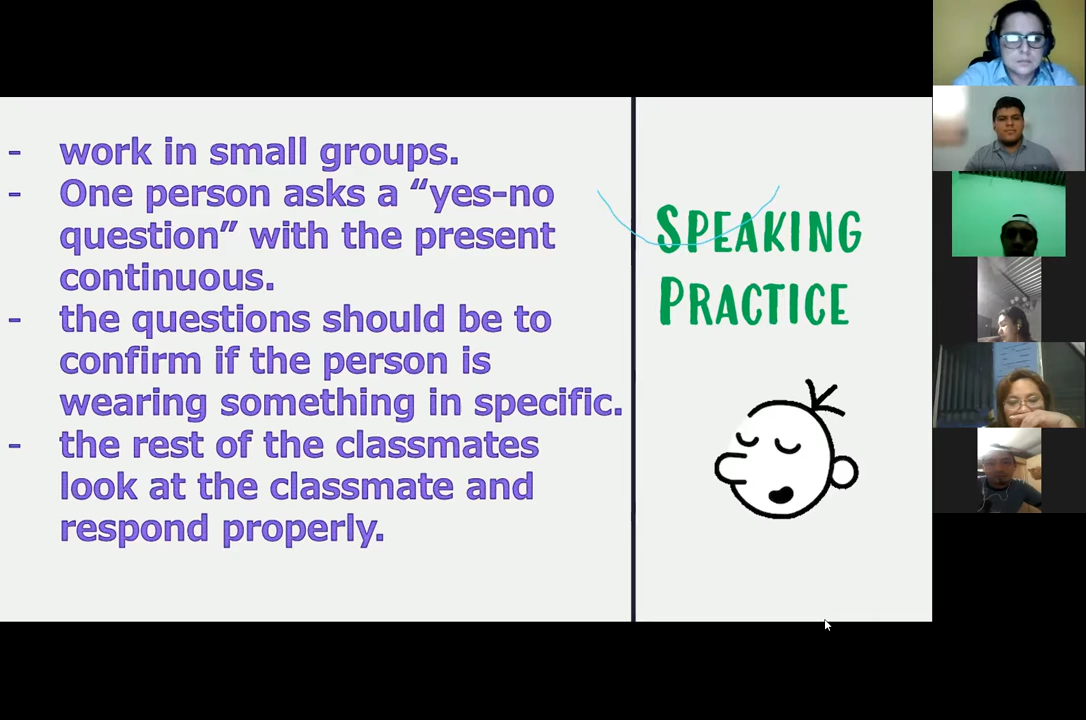 - work in small groups.
- One person asks a “yes-no
question” with the present
continuous.
- the questions should be to
confirm if the person is
wearing something in specific.
- the rest of the classmates
look at the classmate and
respond properly.
SPEAKING
PRACTICE